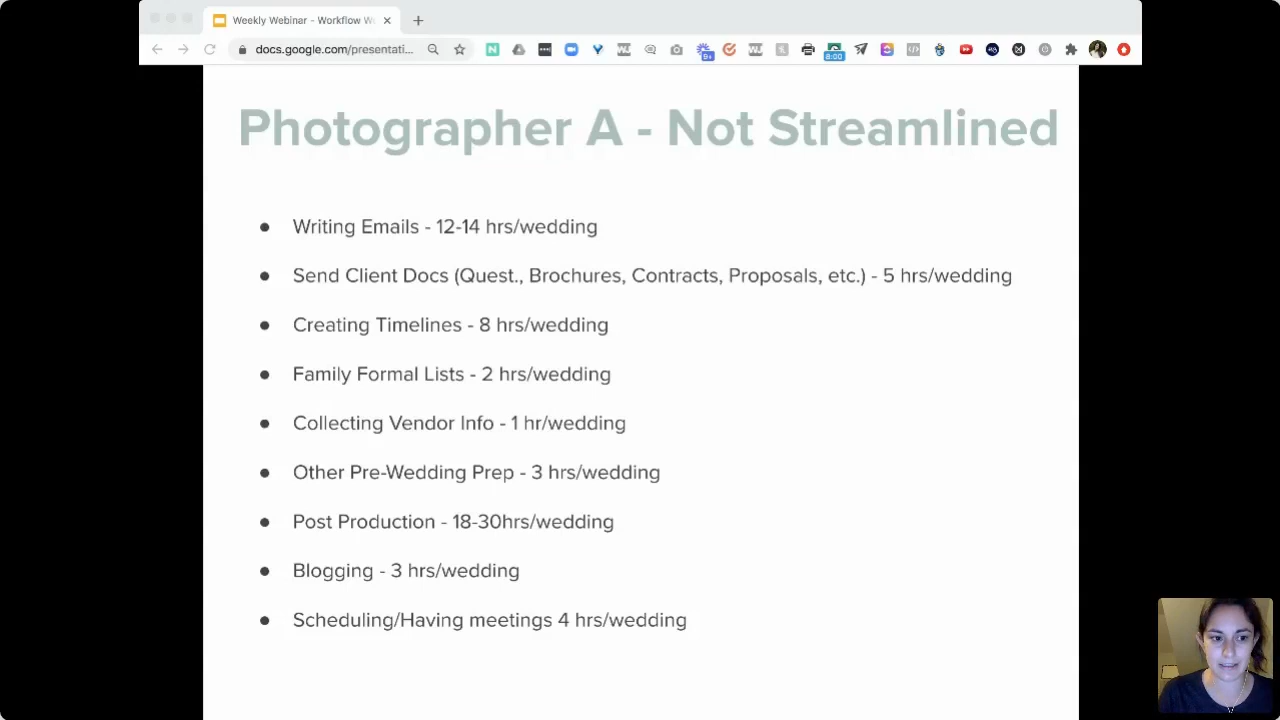 Weekly Webinar - Workflow W
docs.google.com/presentati...
9+
8:00
Photographer A - Not Streamlined
● Writing Emails - 12-14 hrs/wedding
● Send Client Docs (Quest., Brochures, Contracts, Proposals, etc.) - 5 hrs/wedding
● Creating Timelines - 8 hrs/wedding
● Family Formal Lists - 2 hrs/wedding
● Collecting Vendor Info - 1 hr/wedding
● Other Pre-Wedding Prep - 3 hrs/wedding
● Post Production - 18-30hrs/wedding
● Blogging - 3 hrs/wedding
● Scheduling/Having meetings 4 hrs/wedding